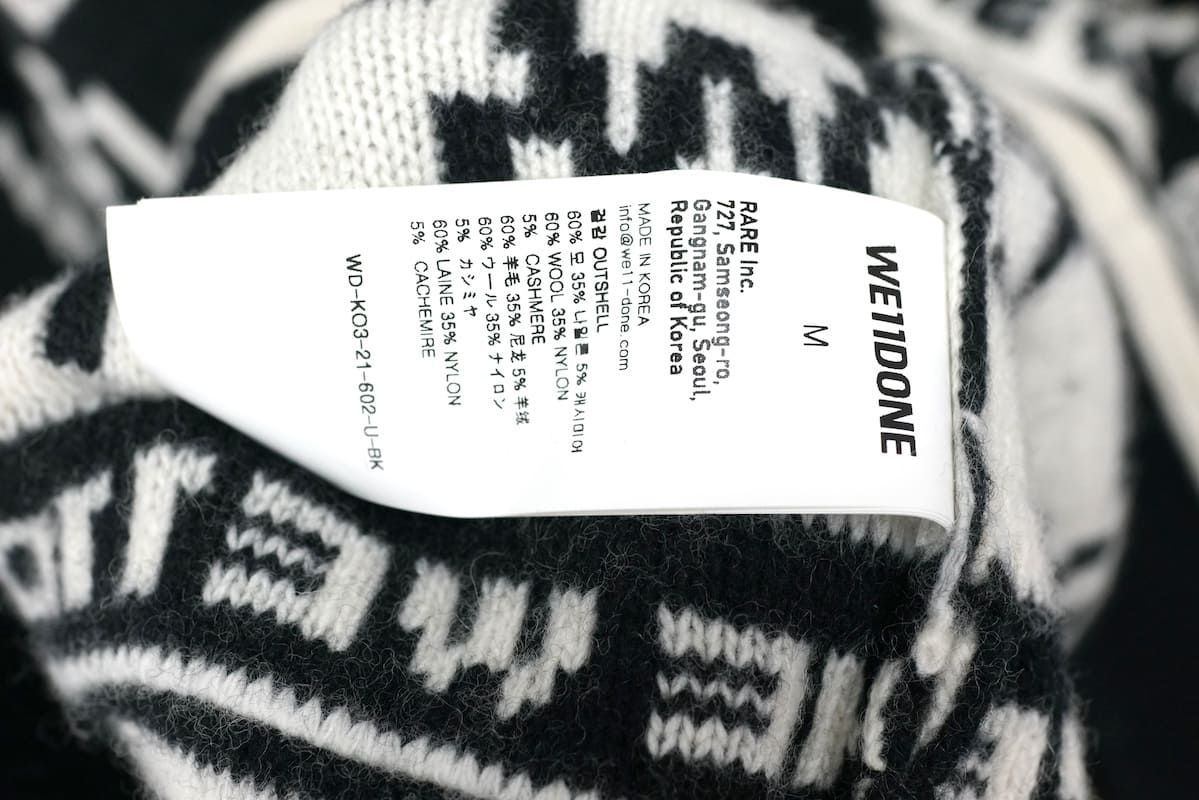 WE11DONE
M
RARE Inc.
727, Samseong-ro,
Gangnam-gu, Seoul,
Republic of Korea
MADE IN KOREA
info@we11-done.com
겉감 OUTSHELL
60% 모 35% 나일론 5% 캐시미어
60% WOOL 35% NYLON
5% CASHMERE
60% 羊毛 35% 尼龙 5% 羊绒
60% ウール 35% ナイロン
5% カシミヤ
60% LAINE 35% NYLON
5% CACHEMIRE
WD-KO3-21-602-U-BK